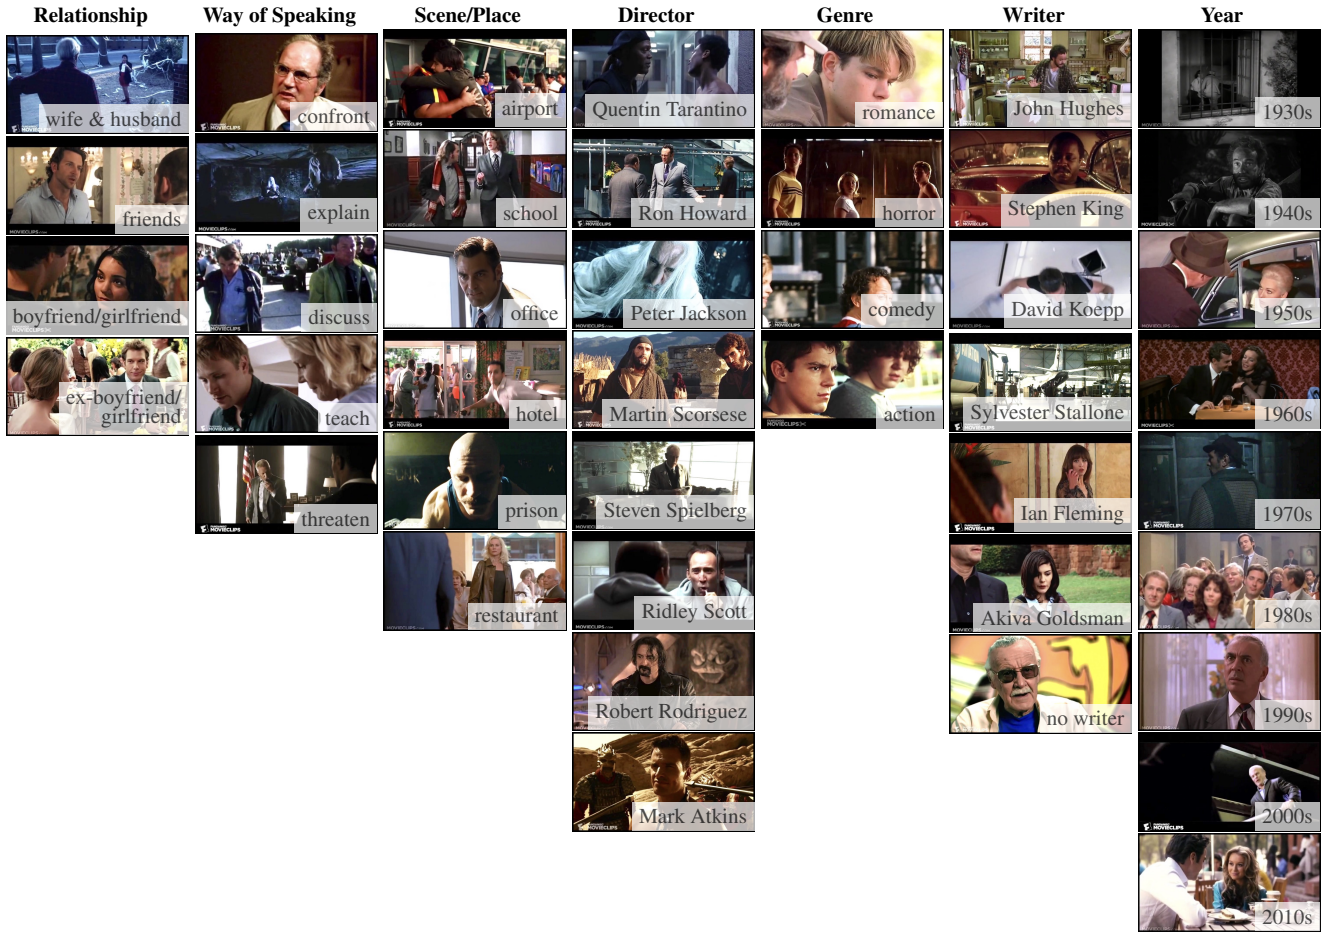 Relationship
wife & husband
friends
boyfriend/girlfriend
ex-boyfriend/
girlfriend
Way of Speaking
confront
explain
discuss
teach
threaten
Scene/Place
airport
school
office
hotel
prison
restaurant
Director
Quentin Tarantino
Ron Howard
Peter Jackson
Martin Scorsese
Steven Spielberg
Ridley Scott
Robert Rodriguez
Mark Atkins
Genre
romance
horror
comedy
action
Writer
John Hughes
Stephen King
David Koepp
Sylvester Stallone
Ian Fleming
Akiva Goldsman
no writer
Year
1930s
1940s
1950s
1960s
1970s
1980s
1990s
2000s
2010s